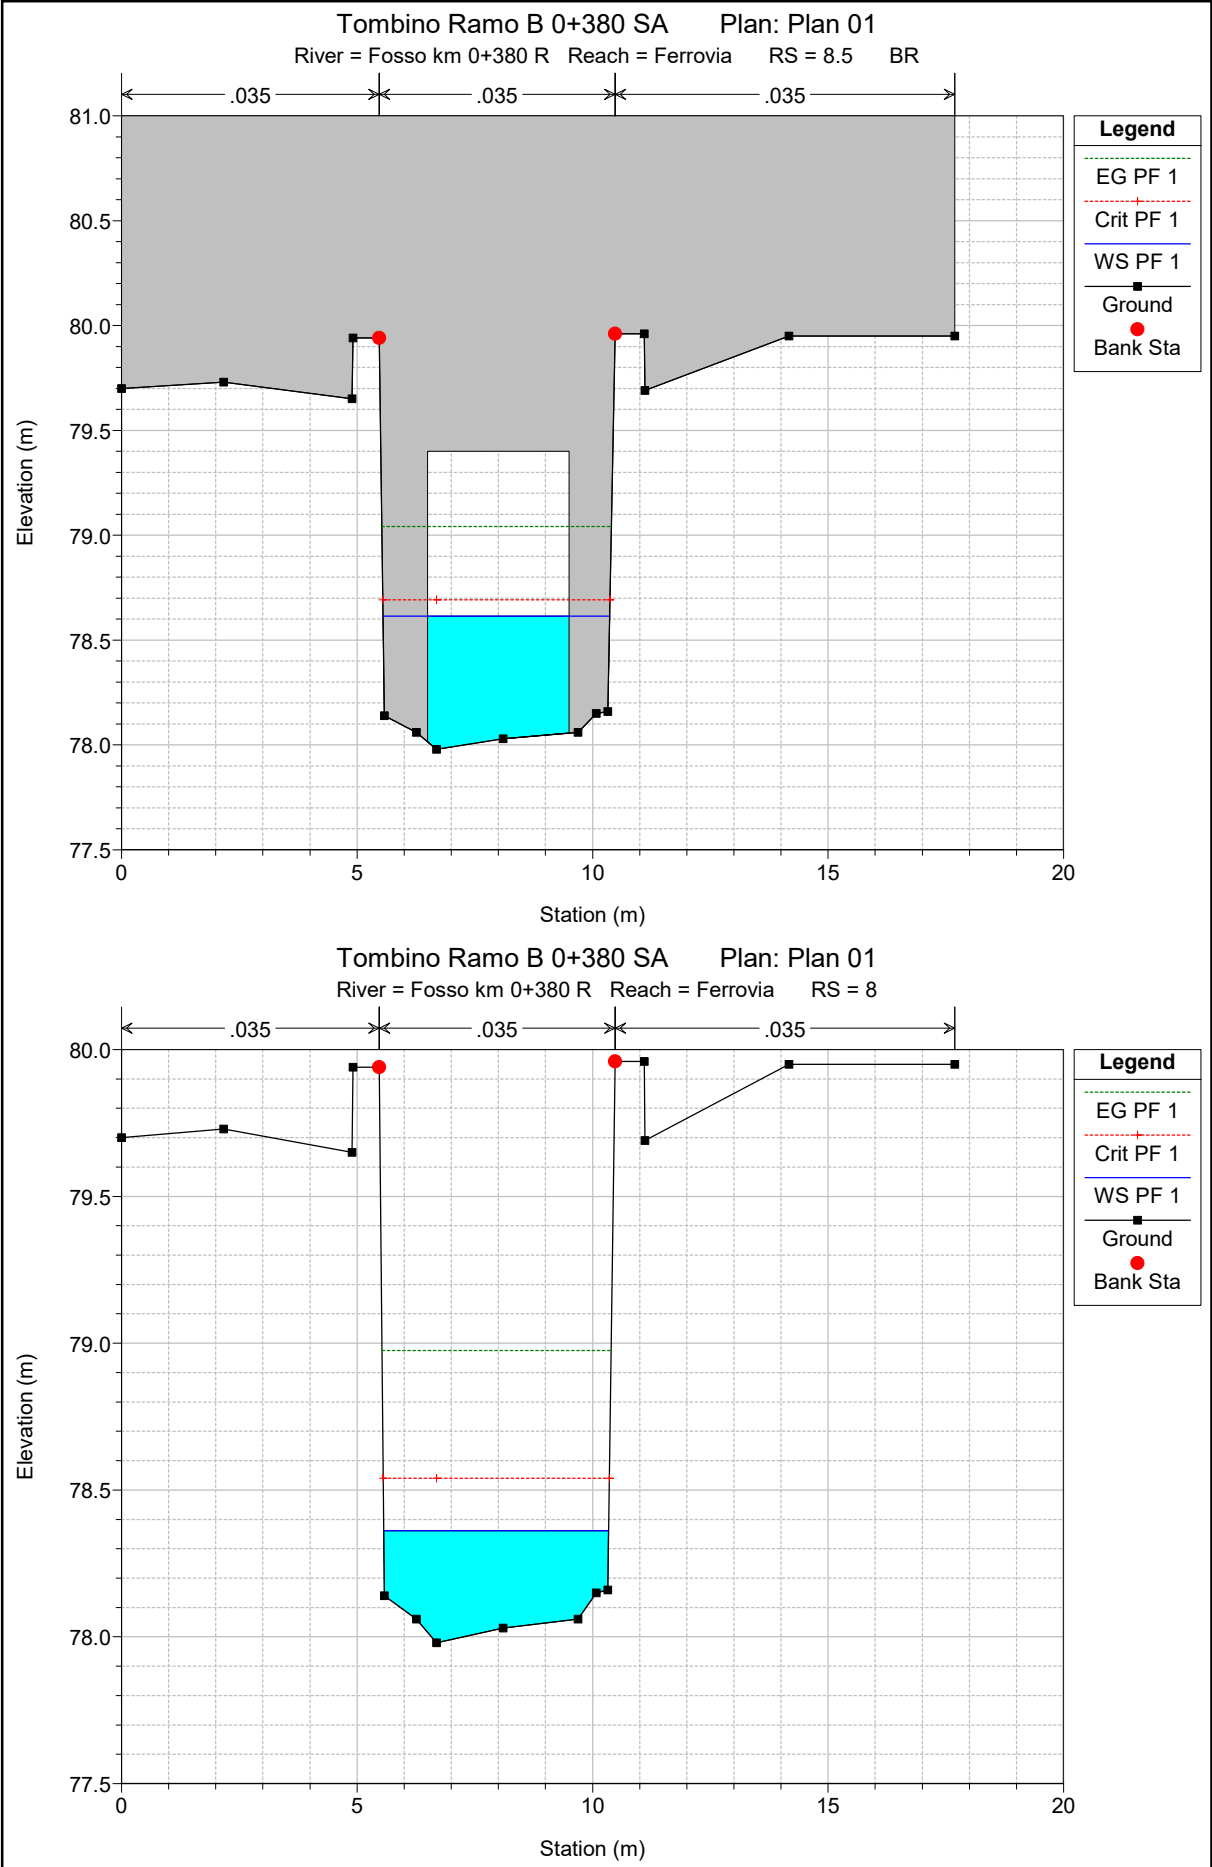 Tombino Ramo B 0+380 SA Plan: Plan 01
River = Fosso km 0+380 R Reach = Ferrovia RS = 8.5 BR
.035 .035 .035
81.0
80.5
80.0
79.5
79.0
78.5
78.0
77.5
0 5 10 15 20
Station (m)
Elevation (m)
Legend
EG PF 1
Crit PF 1
WS PF 1
Ground
Bank Sta
Tombino Ramo B 0+380 SA Plan: Plan 01
River = Fosso km 0+380 R Reach = Ferrovia RS = 8
.035 .035 .035
80.0
79.5
79.0
78.5
78.0
77.5
0 5 10 15 20
Station (m)
Elevation (m)
Legend
EG PF 1
Crit PF 1
WS PF 1
Ground
Bank Sta